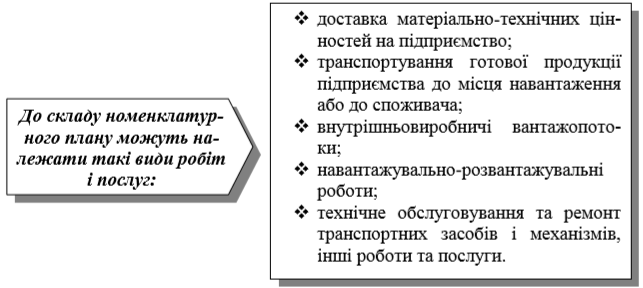 До складу номенклатур-
ного плану можуть на-
лежати такі види робіт
і послуг:
❖ доставка матеріально-технічних цін-
ностей на підприємство;
❖ транспортування готової продукції
підприємства до місця навантаження
або до споживача;
❖ внутрішньовиробничі вантажопото-
ки;
❖ навантажувально-розвантажувальні
роботи;
❖ технічне обслуговування та ремонт
транспортних засобів і механізмів,
інші роботи та послуги.